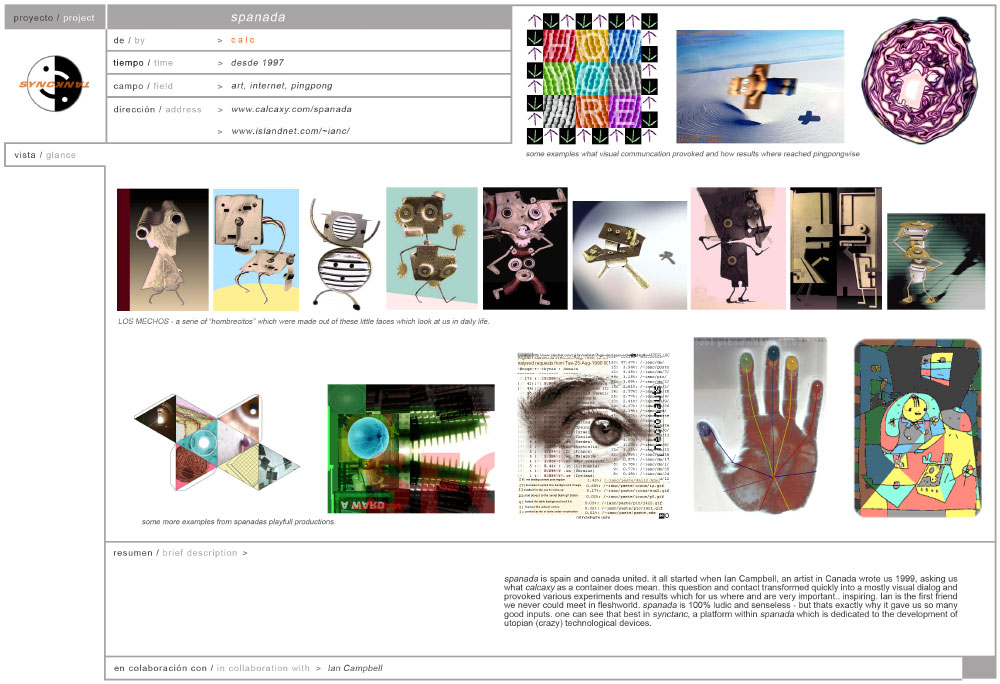 proyecto / project
spanada
de / by > calc
tiempo / time > desde 1997
campo / field > art, internet, pingpong
dirección / address > www.calcaxy.com/spanada
> www.islandnet.com/~ianc/
SYNCTANK
vista / glance
some examples what visual communcation provoked and how results where reached pingpongwise
LOS MECHOS - a serie of "hombrecitos" which were made out of these little faces which look at us in daily life.
necronauts
A WARD
some more examples from spanadas playfull productions.
resumen / brief description >
spanada is spain and canada united. it all started when Ian Campbell, an artist in Canada wrote us 1999, asking us
what calcaxy as a container does mean. this question and contact transformed quickly into a mostly visual dialog and
provoked various experiments and results which for us where and are very important.. inspiring. Ian is the first friend
we never could meet in fleshworld. spanada is 100% ludic and senseless - but thats exactly why it gave us so many
good inputs. one can see that best in synctanc, a platform within spanada which is dedicated to the development of
utopian (crazy) technological devices.
en colaboración con / in collaboration with > Ian Campbell